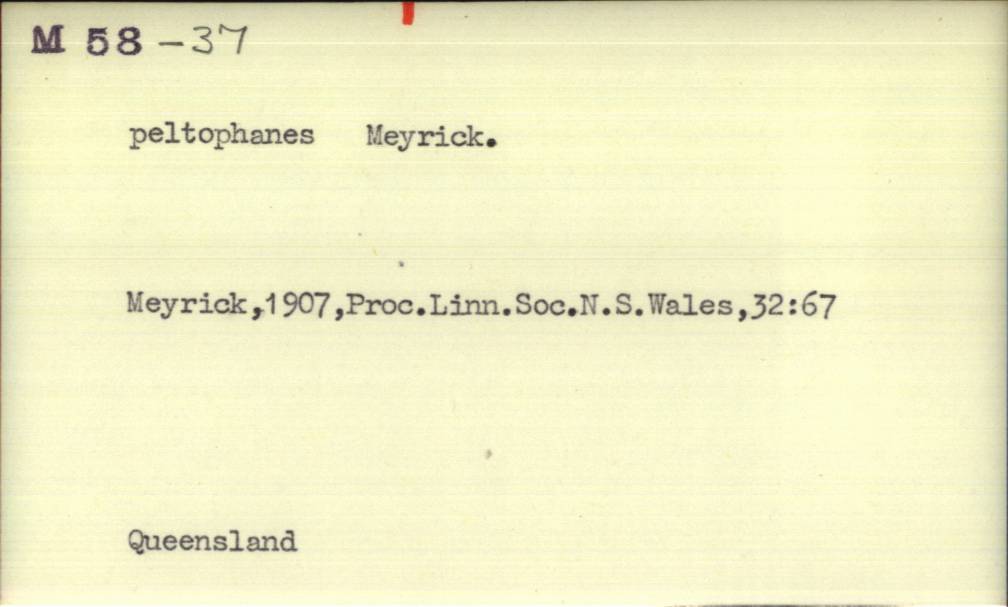 M 58 -37
peltophanes Meyrick.
Meyrick,1907,Proc.Linn.Soc.N.S.Wales,32:67
Queensland